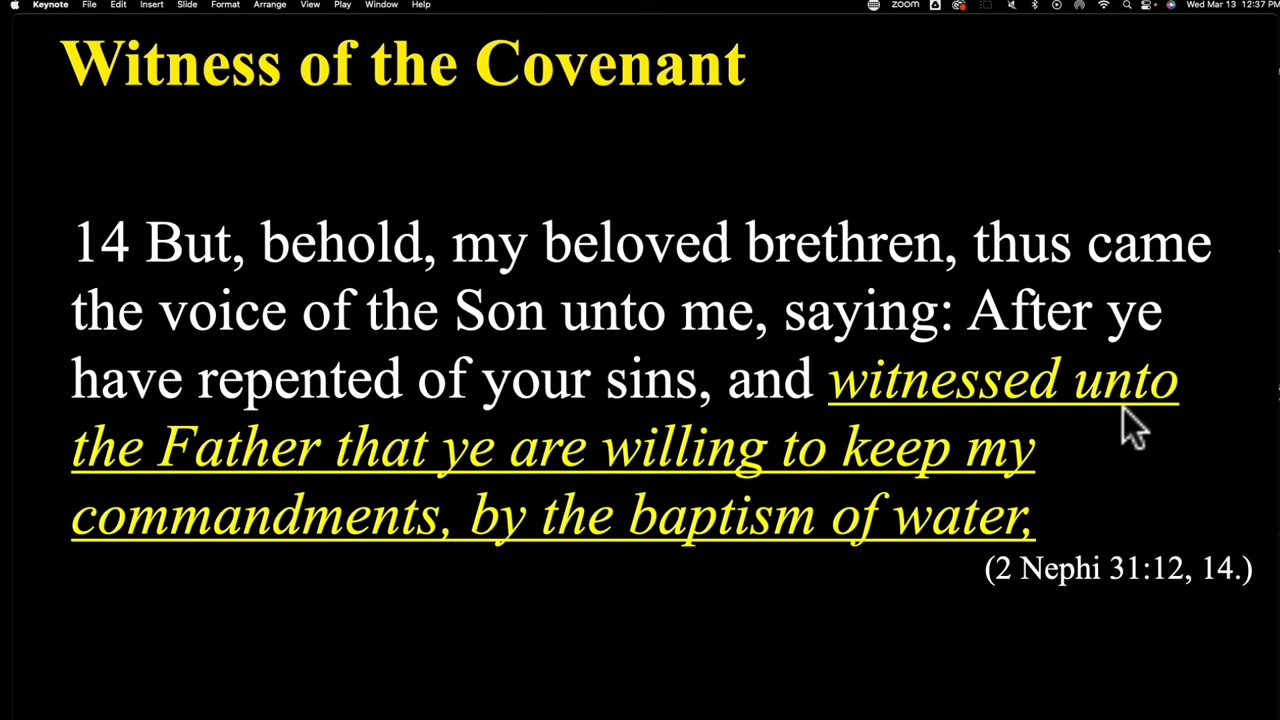 Keynote File Edit Insert Slide Format Arrange View Play Window Help zoom Wed Mar 13 12:37 PM
Witness of the Covenant
14 But, behold, my beloved brethren, thus came
the voice of the Son unto me, saying: After ye
have repented of your sins, and witnessed unto
the Father that ye are willing to keep my
commandments, by the baptism of water,
(2 Nephi 31:12, 14.)